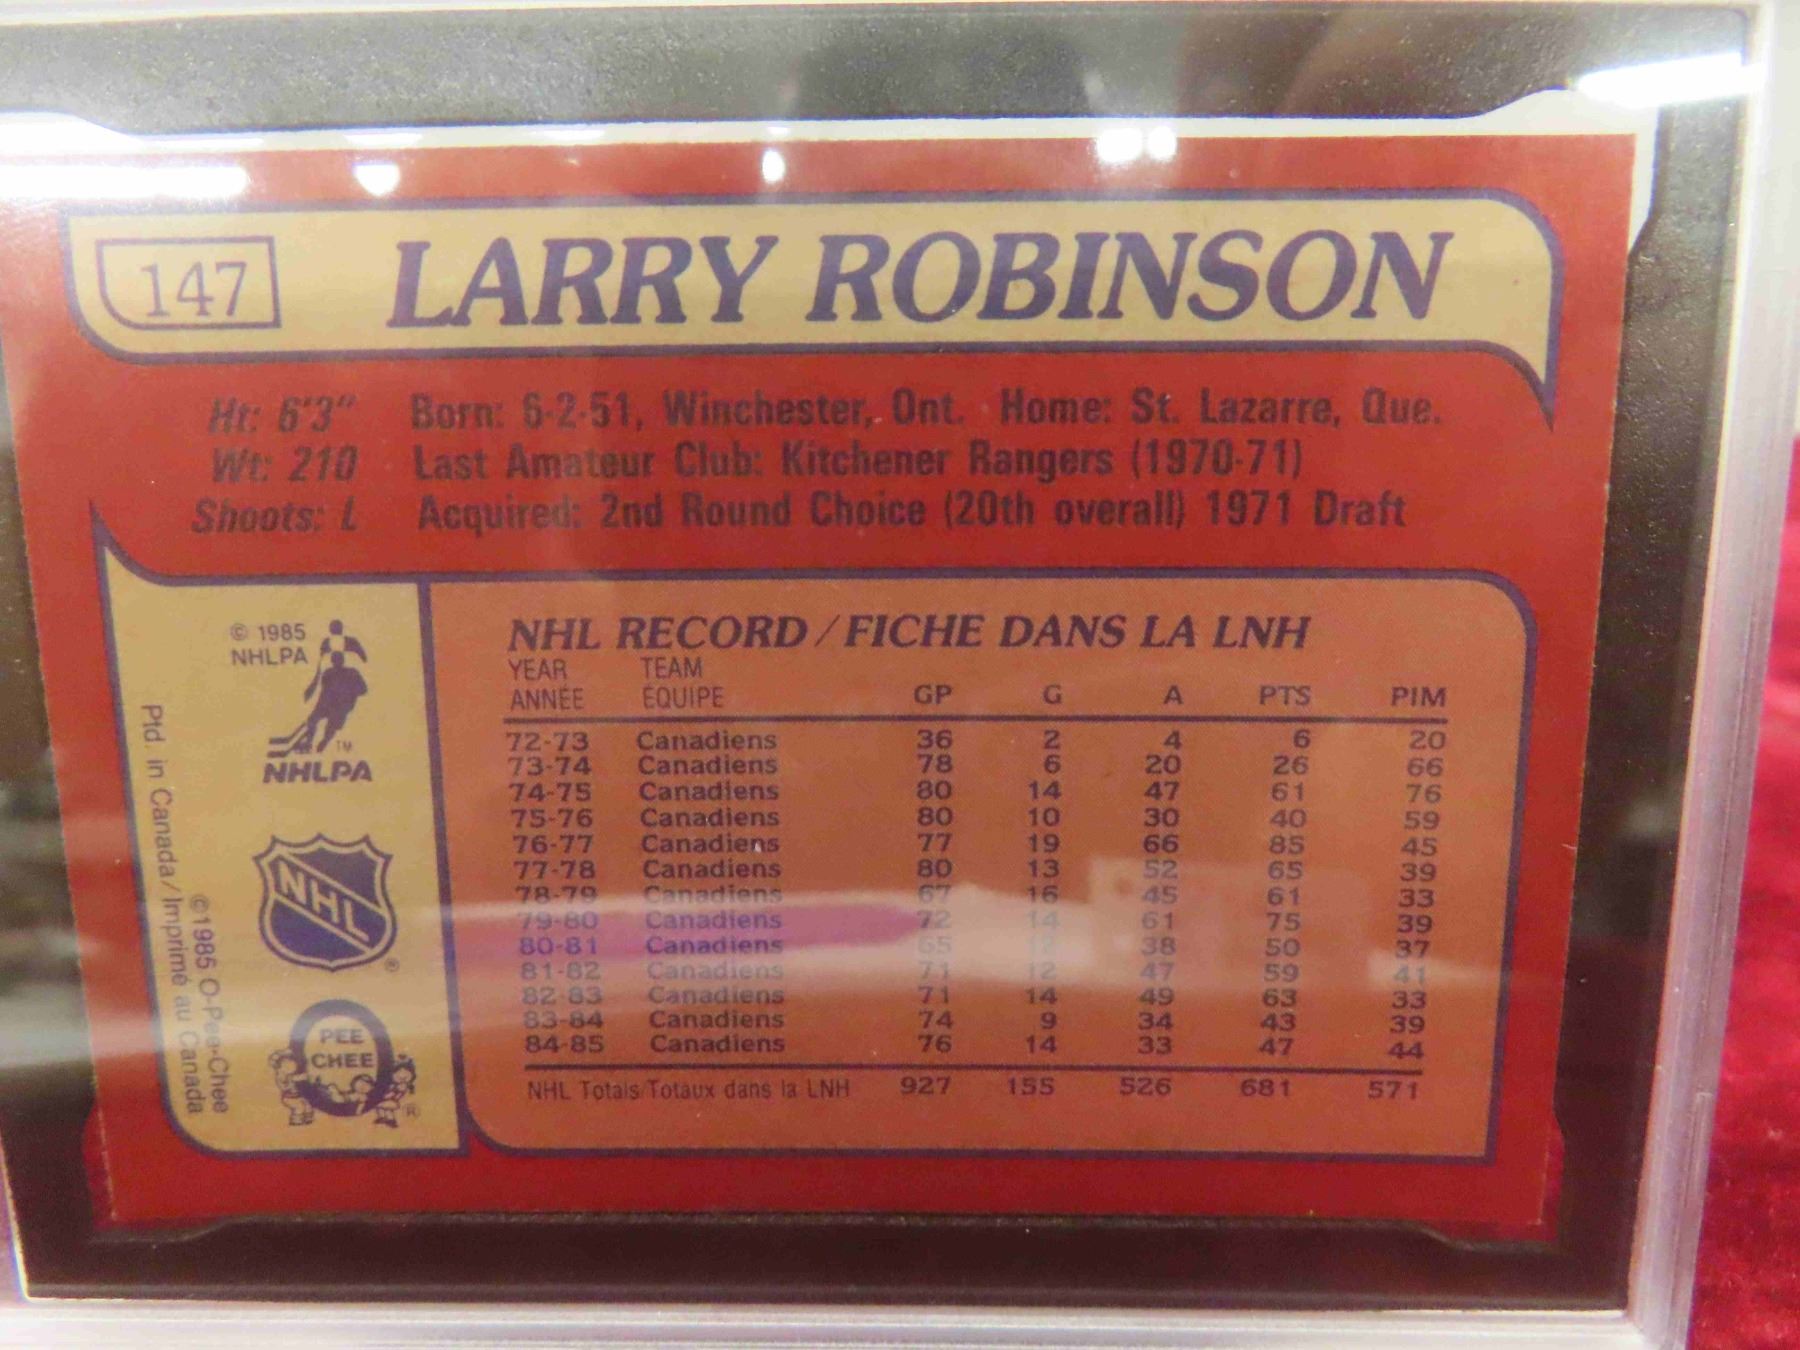 147 LARRY ROBINSON
Ht: 6'3" Born: 6-2-51, Winchester, Ont. Home: St. Lazarre, Que.
Wt: 210 Last Amateur Club: Kitchener Rangers (1970-71)
Shoots: L Acquired: 2nd Round Choice (20th overall) 1971 Draft
© 1985
NHLPA
TM
NHLPA
NHL
®
O
PEE
CHEE
®
Ptd. in Canada/Imprimé au Canada
©1985 O-Pee-Chee
NHL RECORD/FICHE DANS LA LNH
YEAR TEAM
ANNÉE ÉQUIPE GP G A PTS PIM
72-73 Canadiens 36 2 4 6 20
73-74 Canadiens 78 6 20 26 66
74-75 Canadiens 80 14 47 61 76
75-76 Canadiens 80 10 30 40 59
76-77 Canadiens 77 19 66 85 45
77-78 Canadiens 80 13 52 65 39
78-79 Canadiens 67 16 45 61 33
79-80 Canadiens 72 14 61 75 39
80-81 Canadiens 65 12 38 50 37
81-82 Canadiens 71 12 47 59 41
82-83 Canadiens 71 14 49 63 33
83-84 Canadiens 74 9 34 43 39
84-85 Canadiens 76 14 33 47 44
NHL Totals/Totaux dans la LNH 927 155 526 681 571